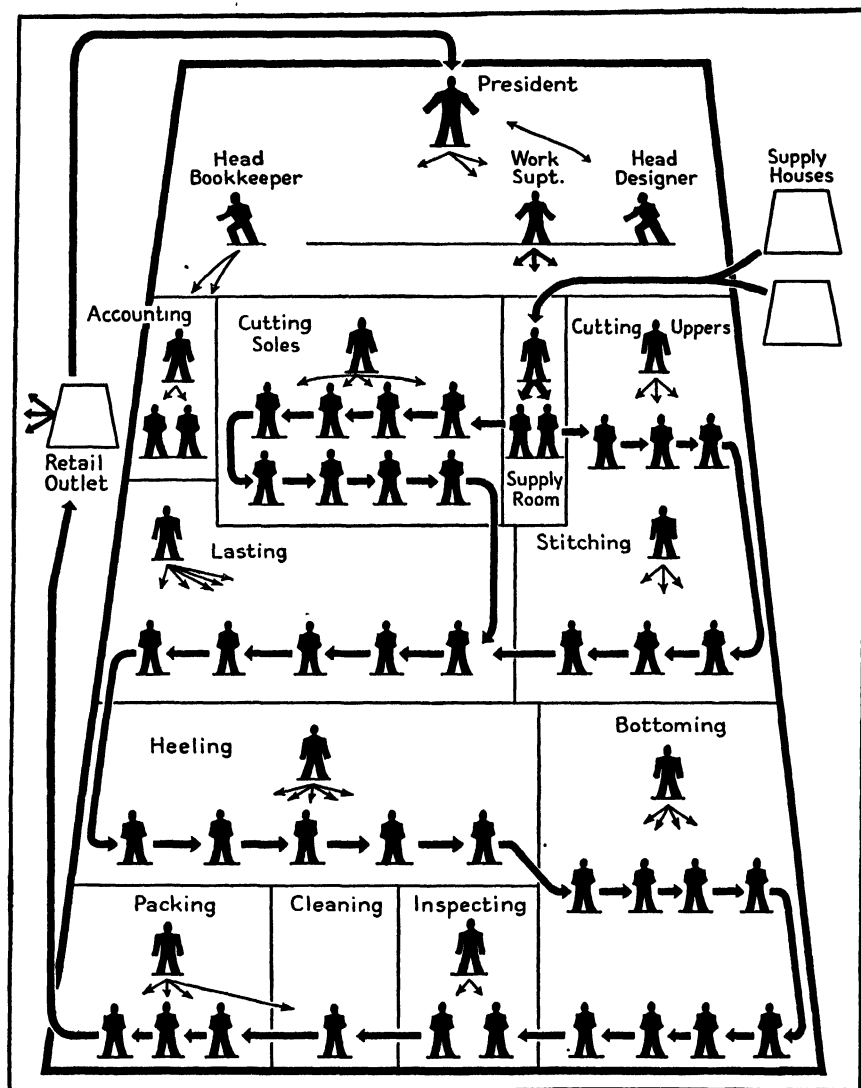 President
Head
Bookkeeper
Work
Supt.
Head
Designer
Supply
Houses
Accounting
Cutting
Soles
Cutting Uppers
Retail
Outlet
Supply
Room
Lasting
Stitching
Heeling
Bottoming
Packing
Cleaning
Inspecting